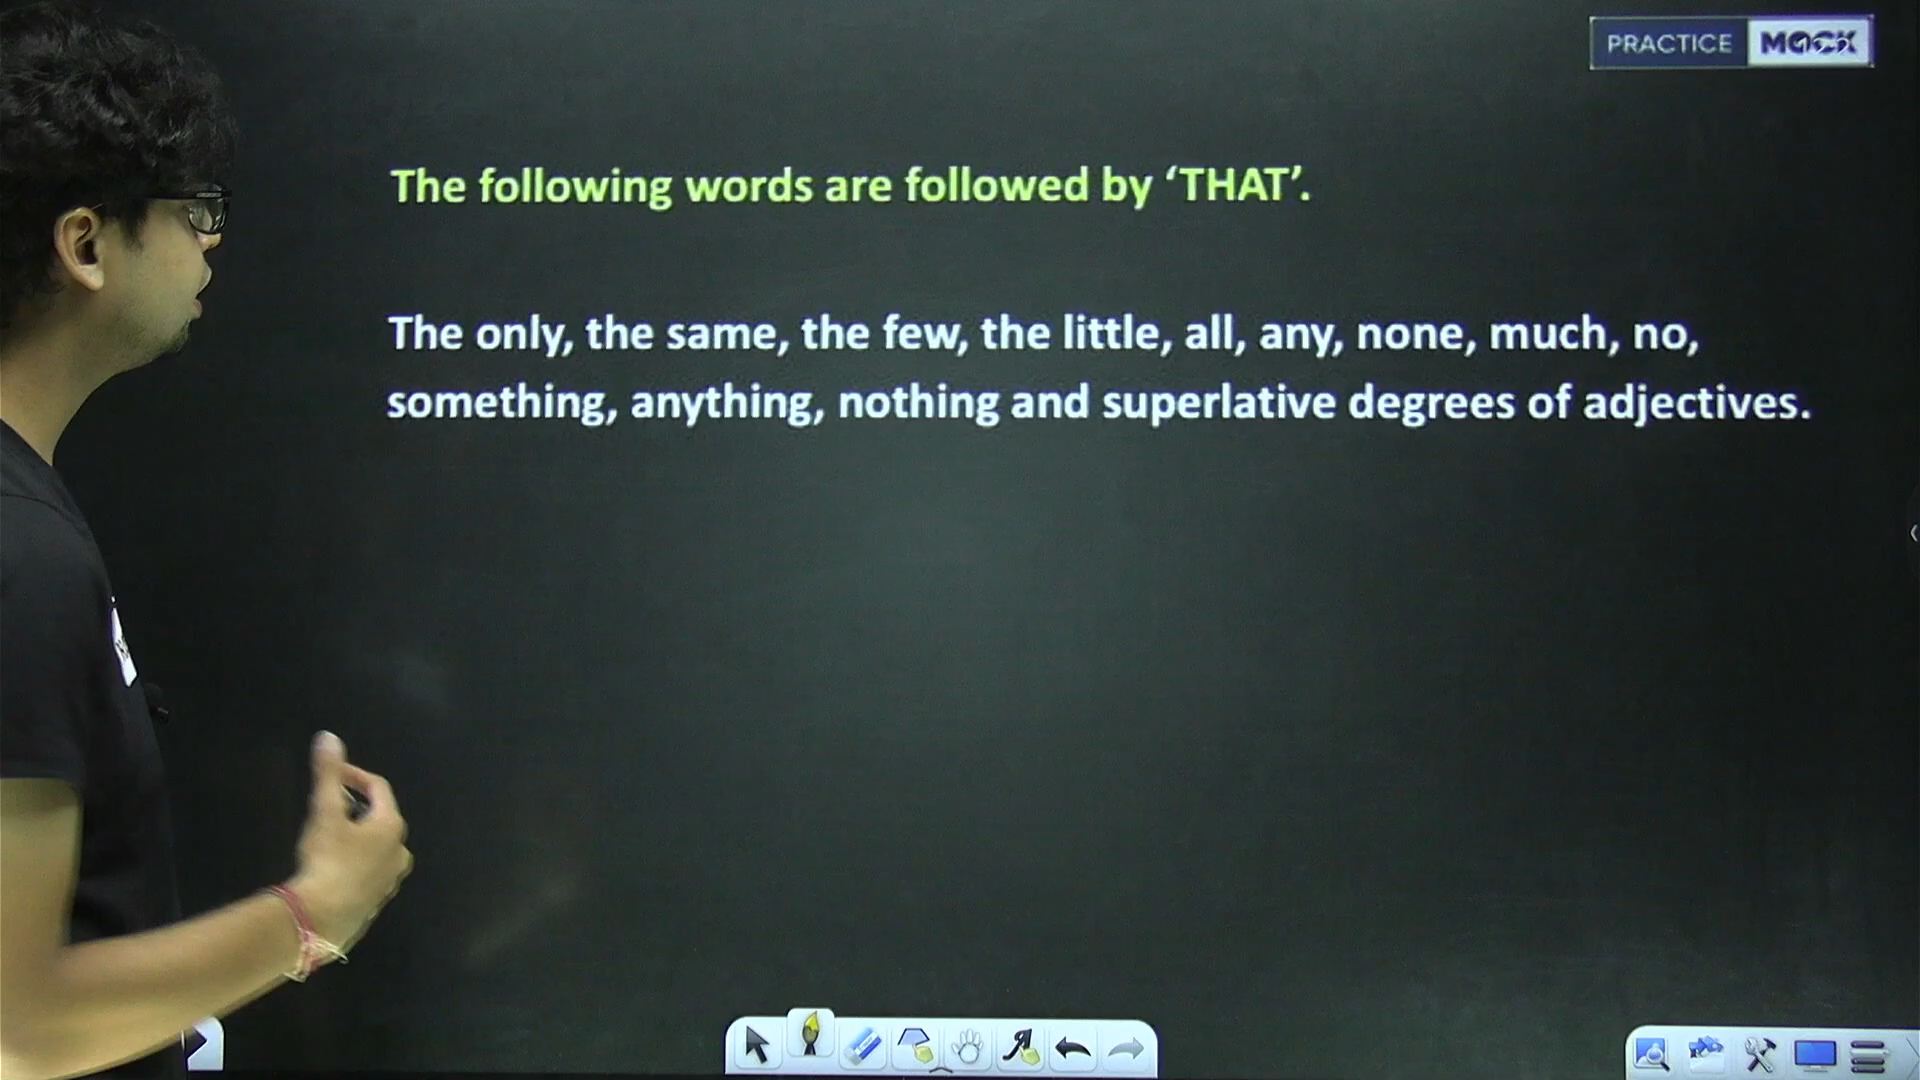 PRACTICE MOCK
The following words are followed by ‘THAT’.
The only, the same, the few, the little, all, any, none, much, no,
something, anything, nothing and superlative degrees of adjectives.